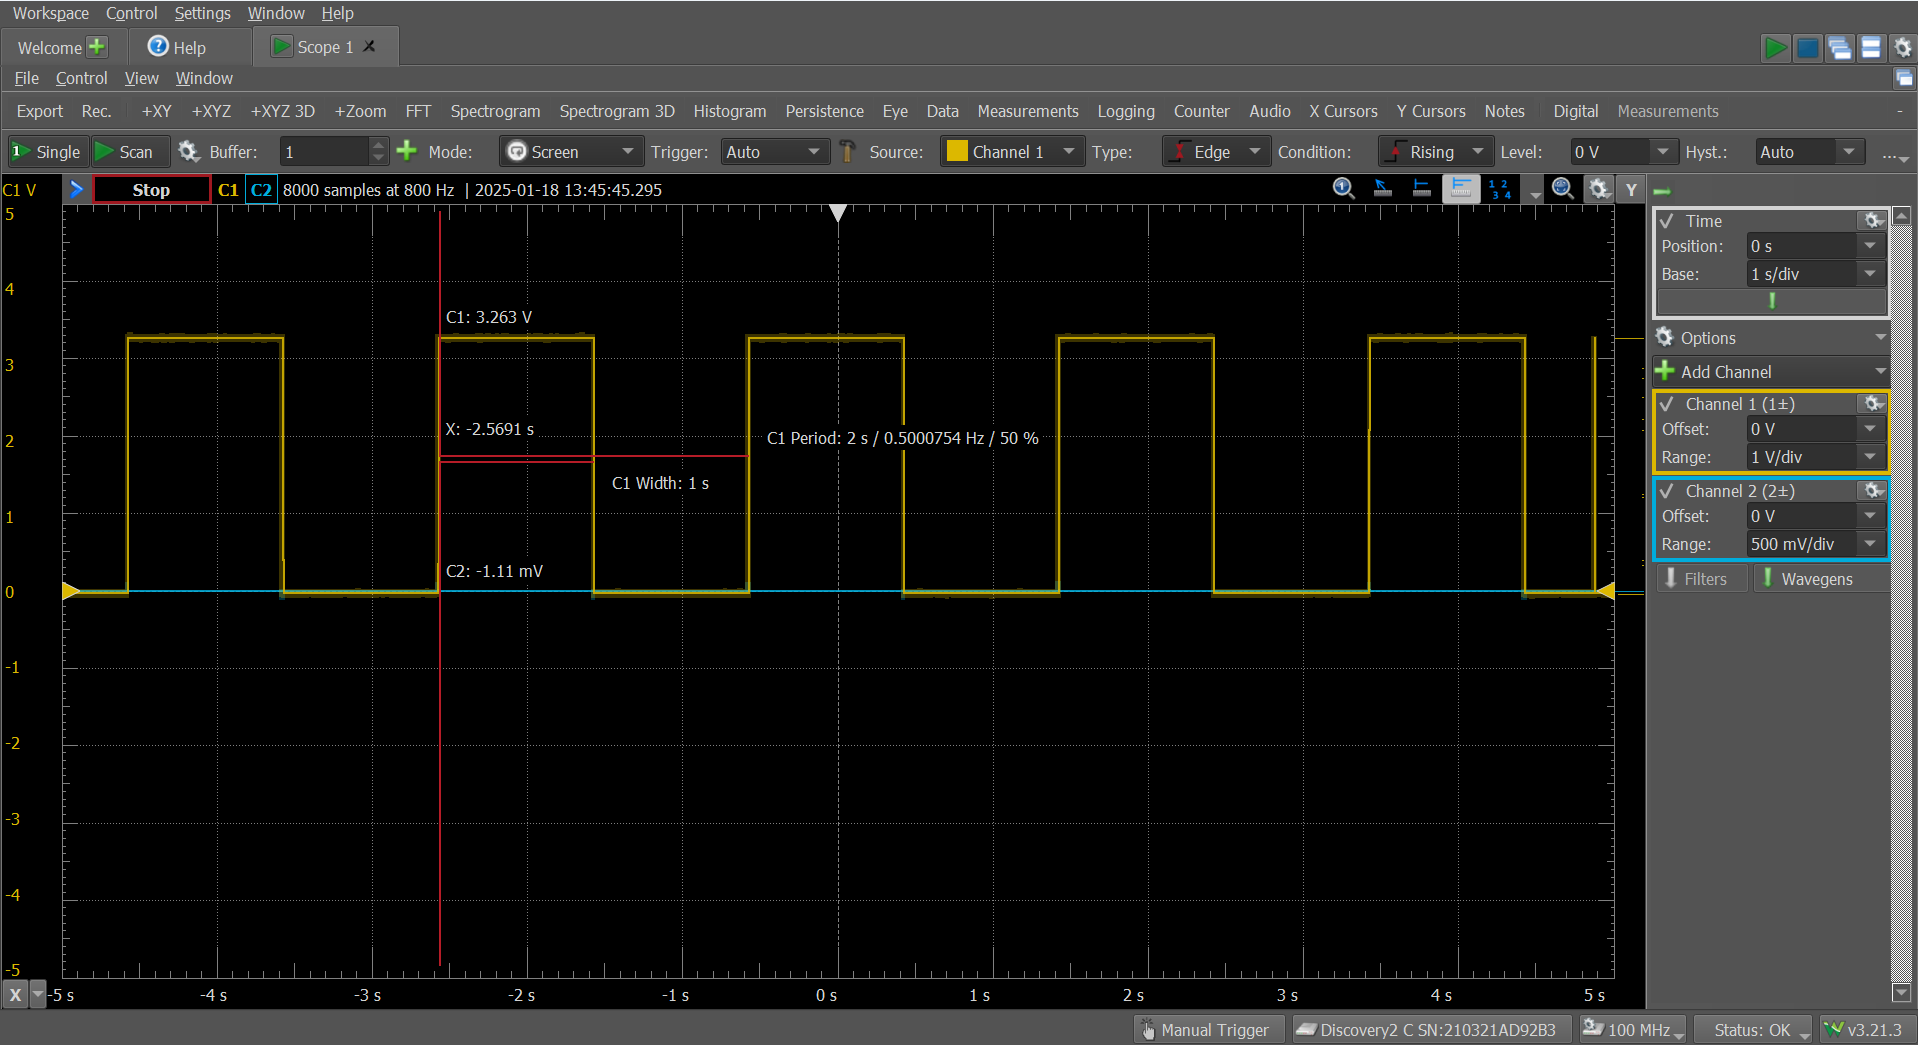 Workspace Control Settings Window Help
Welcome Help Scope 1
File Control View Window
Export Rec. +XY +XYZ +XYZ 3D +Zoom FFT Spectrogram Spectrogram 3D Histogram Persistence Eye Data Measurements Logging Counter Audio X Cursors Y Cursors Notes Digital Measurements -
1 Single Scan Buffer: 1 Mode: Screen Trigger: Auto Source: Channel 1 Type: Edge Condition: Rising Level: 0 V Hyst.: Auto ...
C1 V Stop C1 C2 8000 samples at 800 Hz | 2025-01-18 13:45:45.295 1 2 3 4 Y
5
4
3
2
1
0
-1
-2
-3
-4
-5
C1: 3.263 V
X: -2.5691 s
C1 Period: 2 s / 0.5000754 Hz / 50 %
C1 Width: 1 s
C2: -1.11 mV
X -5 s -4 s -3 s -2 s -1 s 0 s 1 s 2 s 3 s 4 s 5 s
Time
Position: 0 s
Base: 1 s/div
Options
Add Channel
Channel 1 (1±)
Offset: 0 V
Range: 1 V/div
Channel 2 (2±)
Offset: 0 V
Range: 500 mV/div
Filters Wavegens
Manual Trigger Discovery2 C SN:210321AD92B3 100 MHz Status: OK v3.21.3